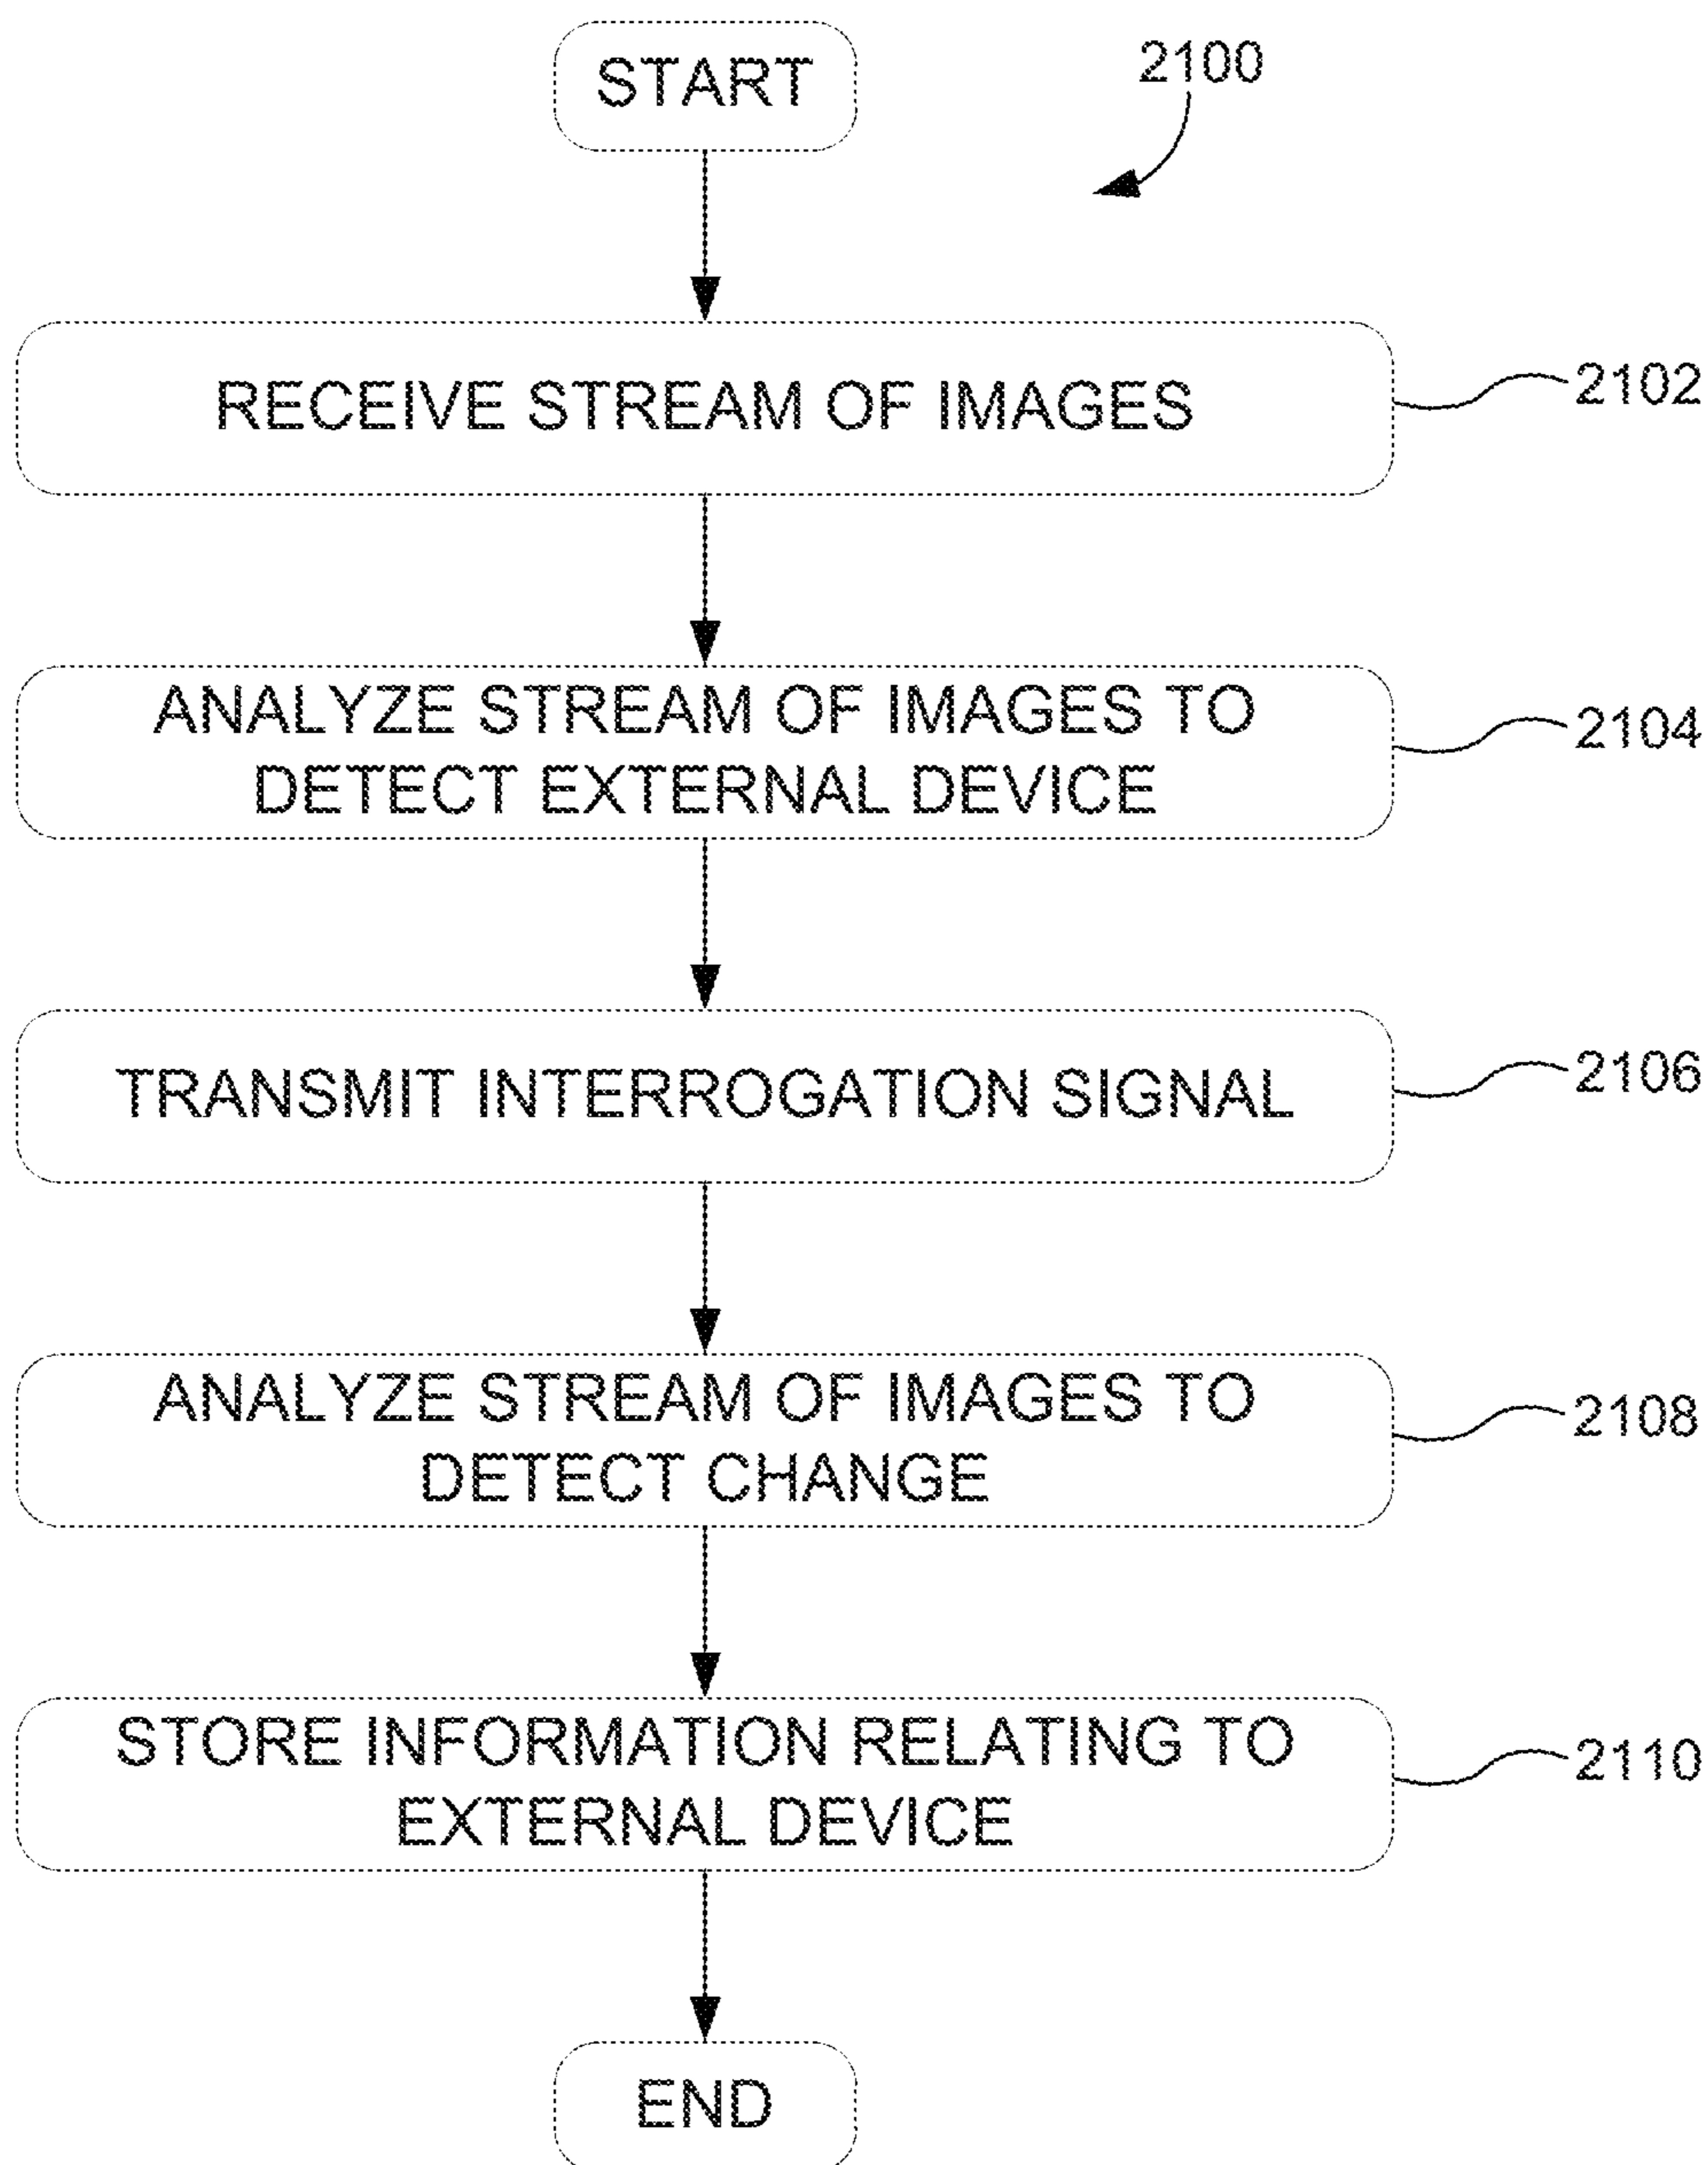 START
2100
RECEIVE STREAM OF IMAGES
2102
ANALYZE STREAM OF IMAGES TO
DETECT EXTERNAL DEVICE
2104
TRANSMIT INTERROGATION SIGNAL
2106
ANALYZE STREAM OF IMAGES TO
DETECT CHANGE
2108
STORE INFORMATION RELATING TO
EXTERNAL DEVICE
2110
END